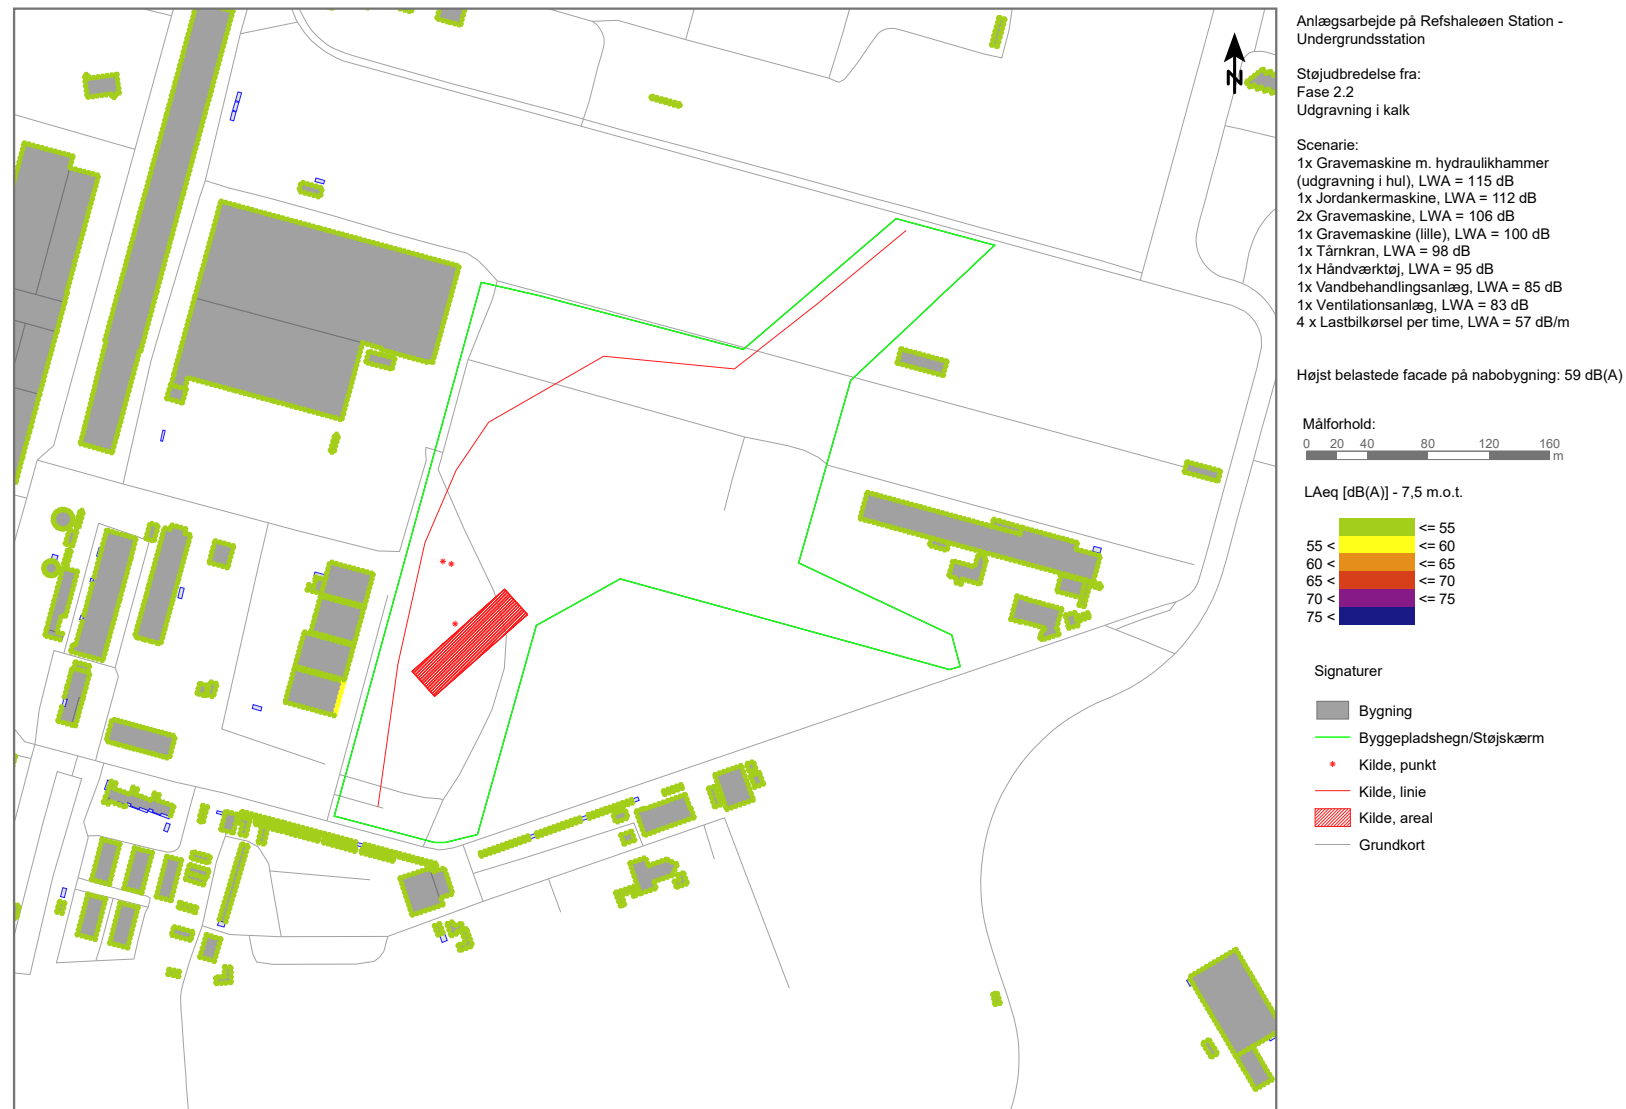 Anlægsarbejde på Refshaleøen Station -
Undergrundsstation
Støjudbredelse fra:
Fase 2.2
Udgravning i kalk
Scenarie:
1x Gravemaskine m. hydraulikhammer
(udgravning i hul), LWA = 115 dB
1x Jordankermaskine, LWA = 112 dB
2x Gravemaskine, LWA = 106 dB
1x Gravemaskine (lille), LWA = 100 dB
1x Tårnkran, LWA = 98 dB
1x Håndværktøj, LWA = 95 dB
1x Vandbehandlingsanlæg, LWA = 85 dB
1x Ventilationsanlæg, LWA = 83 dB
4 x Lastbilkørsel per time, LWA = 57 dB/m
Højst belastede facade på nabobygning: 59 dB(A)
Målforhold:
0 20 40 80 120 160
m
LAeq [dB(A)] - 7,5 m.o.t.
<= 55
55 < <= 60
60 < <= 65
65 < <= 70
70 < <= 75
75 <
Signaturer
Bygning
Byggepladshegn/Støjskærm
Kilde, punkt
Kilde, linie
Kilde, areal
Grundkort
N